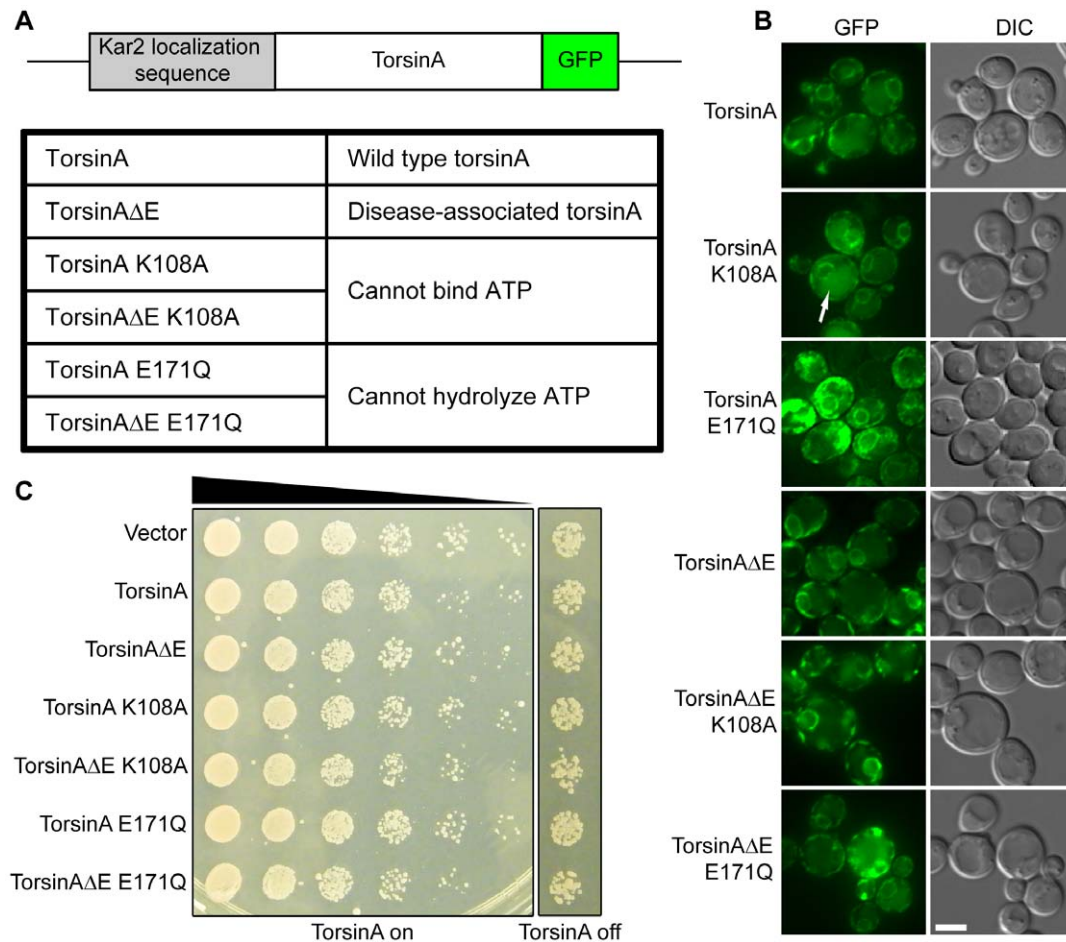 A
Kar2 localization
sequence
TorsinA
GFP
TorsinA
Wild type torsinA
TorsinAΔE
Disease-associated torsinA
TorsinA K108A
TorsinAΔE K108A
Cannot bind ATP
TorsinA E171Q
TorsinAΔE E171Q
Cannot hydrolyze ATP
B
GFP
DIC
TorsinA
TorsinA
K108A
TorsinA
E171Q
TorsinAΔE
TorsinAΔE
K108A
TorsinAΔE
E171Q
C
Vector
TorsinA
TorsinAΔE
TorsinA K108A
TorsinAΔE K108A
TorsinA E171Q
TorsinAΔE E171Q
TorsinA on
TorsinA off